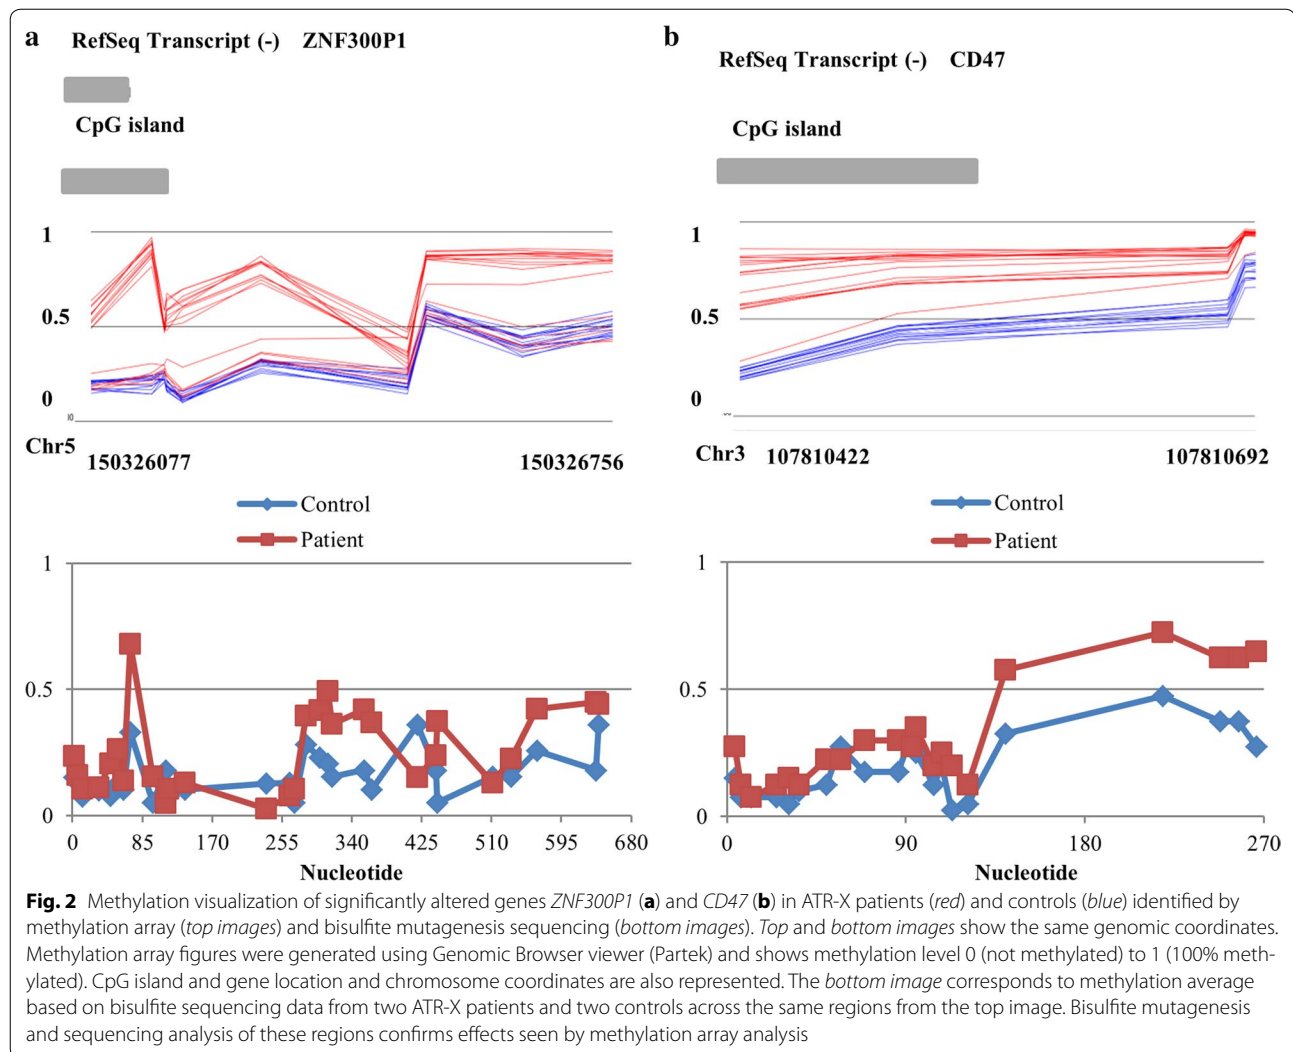 a
RefSeq Transcript (-) ZNF300P1
CpG island
1
0.5
0
Chr5
150326077 150326756
Control
Patient
1
0.5
0
0 85 170 255 340 425 510 595 680
Nucleotide
b
RefSeq Transcript (-) CD47
CpG island
1
0.5
0
Chr3 107810422 107810692
Control
Patient
1
0.5
0
0 90 180 270
Nucleotide
Fig. 2 Methylation visualization of significantly altered genes ZNF300P1 (a) and CD47 (b) in ATR-X patients (red) and controls (blue) identified by
methylation array (top images) and bisulfite mutagenesis sequencing (bottom images). Top and bottom images show the same genomic coordinates.
Methylation array figures were generated using Genomic Browser viewer (Partek) and shows methylation level 0 (not methylated) to 1 (100% meth-
ylated). CpG island and gene location and chromosome coordinates are also represented. The bottom image corresponds to methylation average
based on bisulfite sequencing data from two ATR-X patients and two controls across the same regions from the top image. Bisulfite mutagenesis
and sequencing analysis of these regions confirms effects seen by methylation array analysis